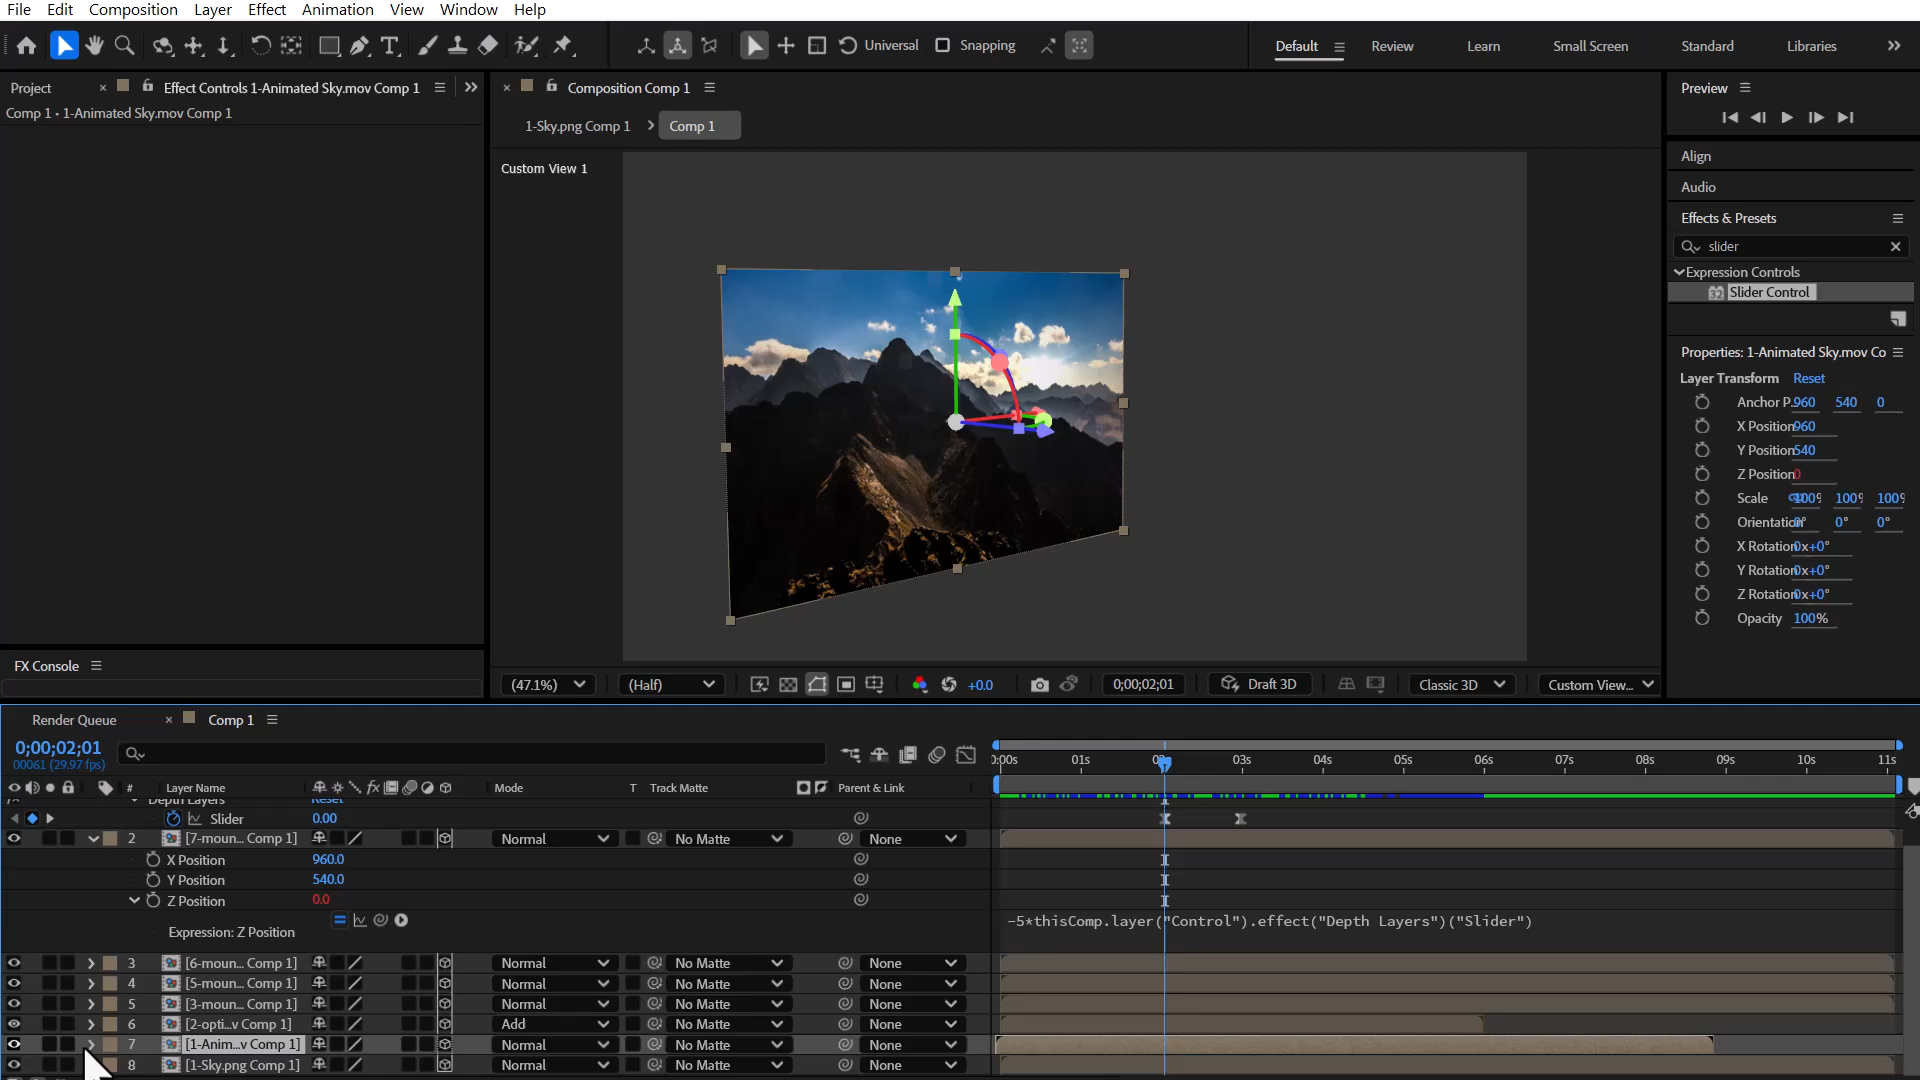 File Edit Composition Layer Effect Animation View Window Help
Universal Snapping Default Review Learn Small Screen Standard Libraries
Project Effect Controls 1-Animated Sky.mov Comp 1
Comp 1 • 1-Animated Sky.mov Comp 1
Composition Comp 1
1-Sky.png Comp 1 Comp 1
Custom View 1
Preview
Align
Audio
Effects & Presets
slider
Expression Controls
32 Slider Control
Properties: 1-Animated Sky.mov Co
Layer Transform Reset
Anchor P.. 960 540 0
X Position 960
Y Position 540
Z Position 0
Scale 100% 100% 100%
Orientation 0° 0° 0°
X Rotation 0x+0°
Y Rotation 0x+0°
Z Rotation 0x+0°
Opacity 100%
FX Console
(47.1%) (Half) +0.0 0;00;02;01 Draft 3D Classic 3D Custom View...
Render Queue Comp 1
0;00;02;01
00061 (29.97 fps)
0:00s 01s 02s 03s 04s 05s 06s 07s 08s 09s 10s 11s
# Layer Name fx Mode T Track Matte Parent & Link
Depth Layers Reset
Slider 0.00
2 [7-moun... Comp 1] Normal No Matte None
X Position 960.0
Y Position 540.0
Z Position 0.0
Expression: Z Position -5*thisComp.layer("Control").effect("Depth Layers")("Slider")
3 [6-moun... Comp 1] Normal No Matte None
4 [5-moun... Comp 1] Normal No Matte None
5 [3-moun... Comp 1] Normal No Matte None
6 [2-opti...v Comp 1] Add No Matte None
7 [1-Anim...v Comp 1] Normal No Matte None
8 [1-Sky.png Comp 1] Normal No Matte None